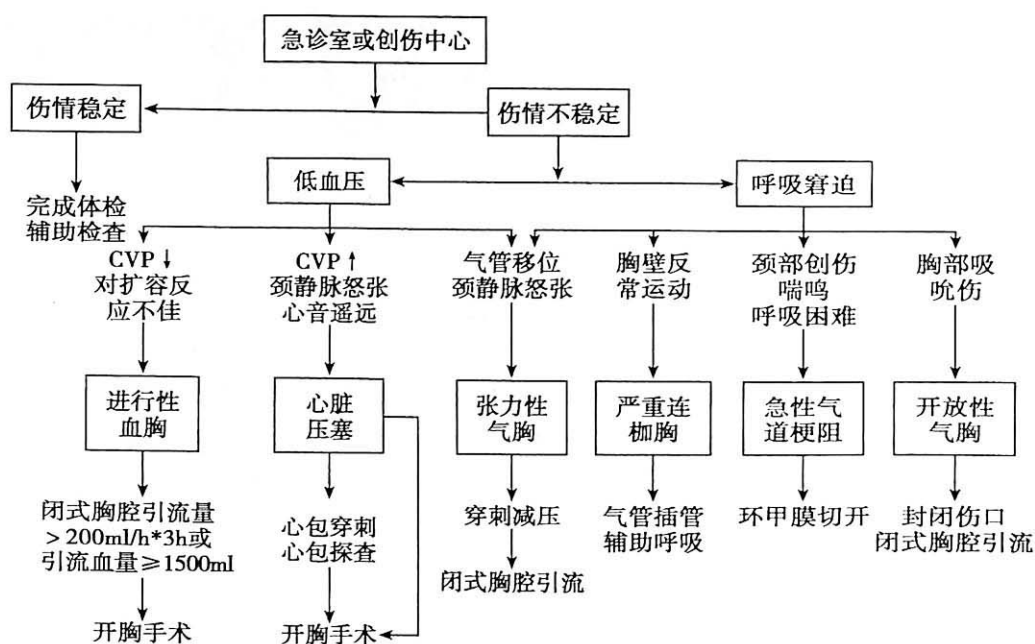 急诊室或创伤中心
伤情稳定
伤情不稳定
低血压
呼吸窘迫
完成体检
辅助检查
CVP↓
对扩容反
应不佳
CVP↑
颈静脉怒张
心音遥远
气管移位
颈静脉怒张
胸壁反
常运动
颈部创伤
喘鸣
呼吸困难
胸部吸
吮伤
进行性
血胸
心脏
压塞
张力性
气胸
严重连
枷胸
急性气
道梗阻
开放性
气胸
闭式胸腔引流量
>200ml/h*3h或
引流血量≥1500ml
心包穿刺
心包探查
穿刺减压
气管插管
辅助呼吸
环甲膜切开
封闭伤口
闭式胸腔引流
闭式胸腔引流
开胸手术
开胸手术